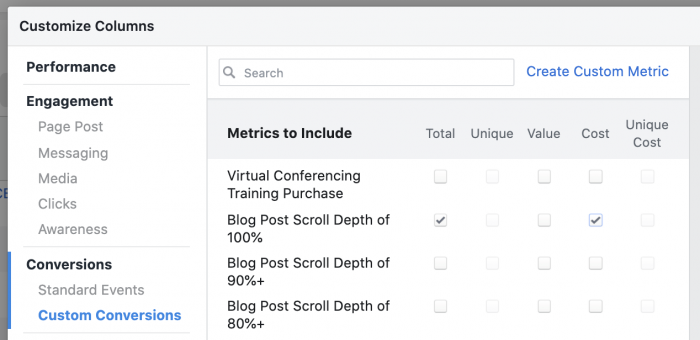 Customize Columns
Performance
Engagement
Page Post
Messaging
Media
Clicks
Awareness
Conversions
Standard Events
Custom Conversions
Search
Create Custom Metric
Metrics to Include Total Unique Value Cost Unique
Cost
Virtual Conferencing
Training Purchase
Blog Post Scroll Depth of
100%
Blog Post Scroll Depth of
90%+
Blog Post Scroll Depth of
80%+